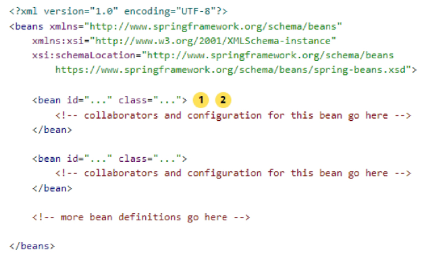 <?xml version="1.0" encoding="UTF-8"?>
<beans xmlns="http://www.springframework.org/schema/beans"
    xmlns:xsi="http://www.w3.org/2001/XMLSchema-instance"
    xsi:schemaLocation="http://www.springframework.org/schema/beans
        https://www.springframework.org/schema/beans/spring-beans.xsd">

    <bean id="..." class="..."> 1 2
        <!-- collaborators and configuration for this bean go here -->
    </bean>

    <bean id="..." class="...">
        <!-- collaborators and configuration for this bean go here -->
    </bean>

    <!-- more bean definitions go here -->

</beans>